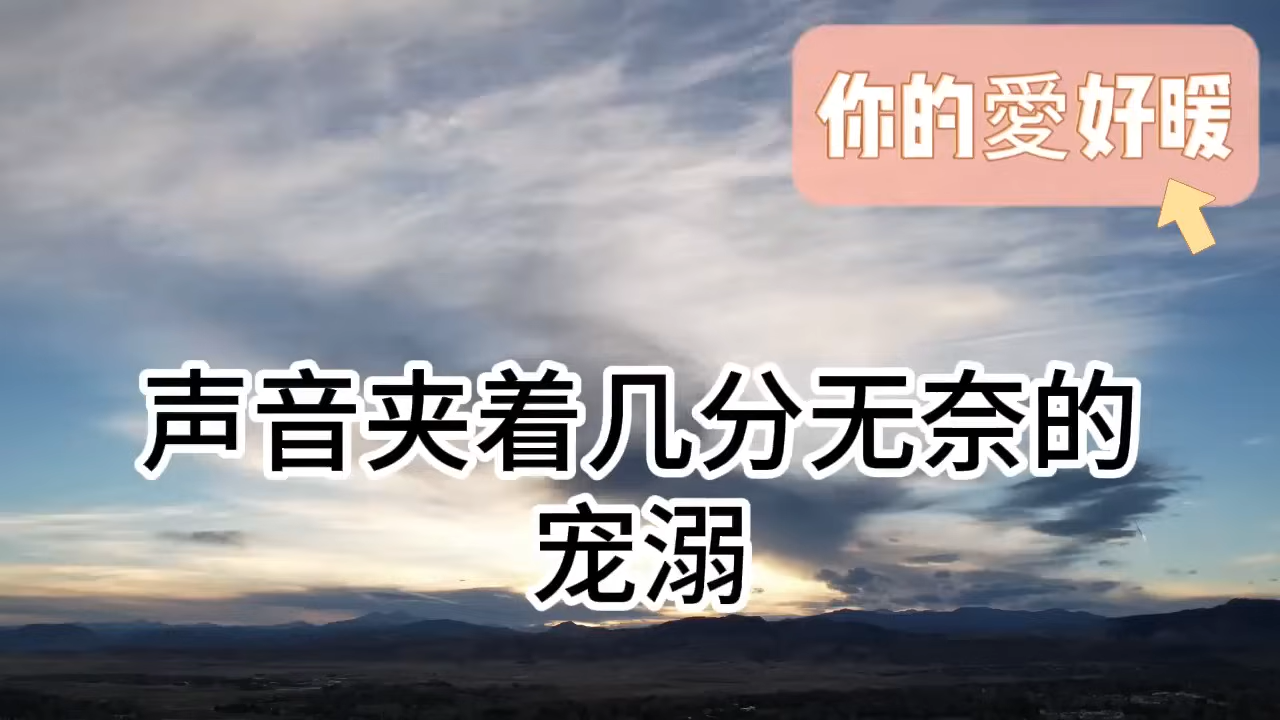 你的愛好暖
声音夹着几分无奈的
宠溺